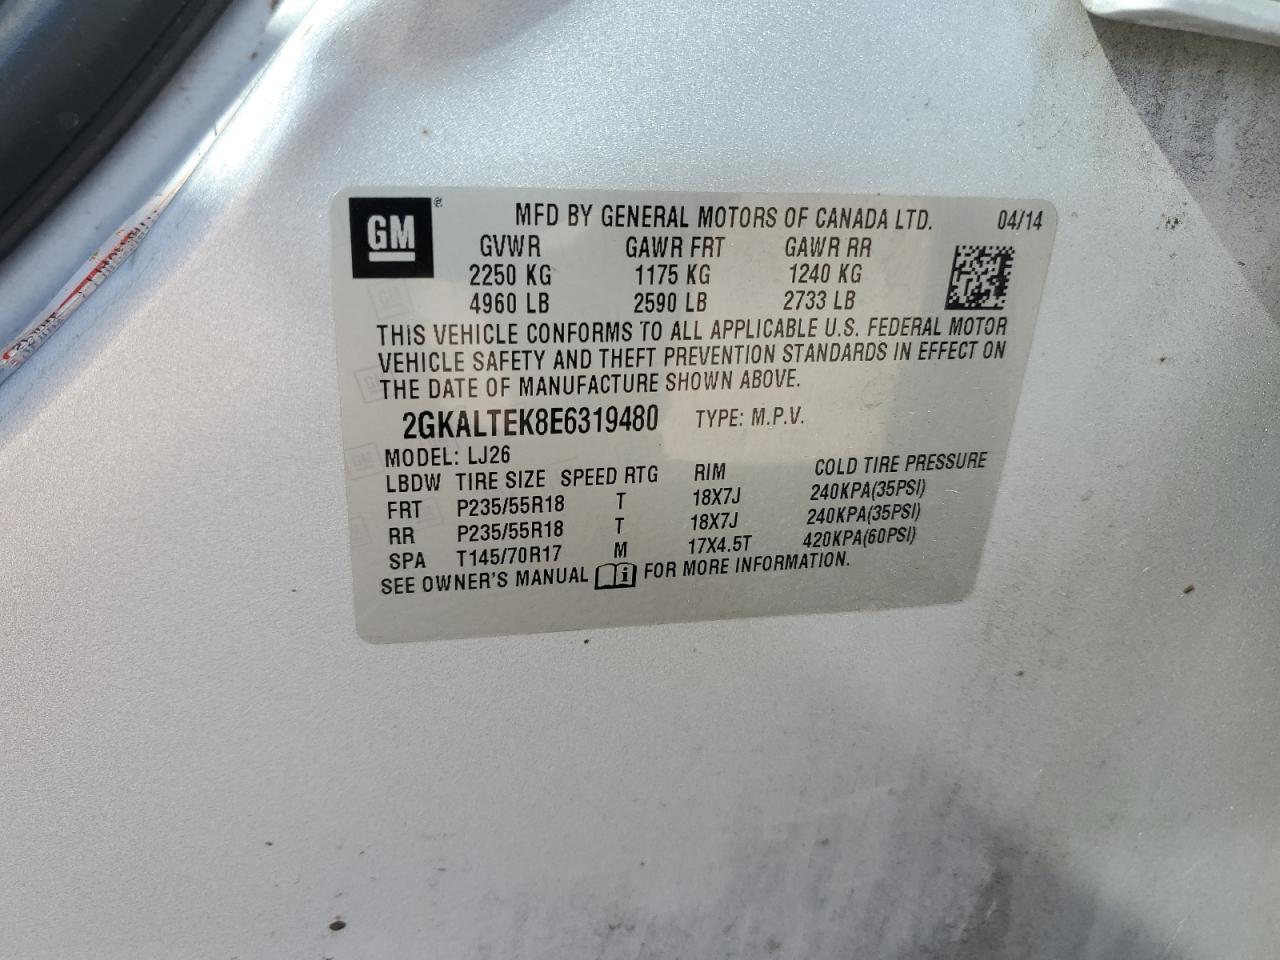 GM ® MFD BY GENERAL MOTORS OF CANADA LTD. 04/14
GVWR GAWR FRT GAWR RR
2250 KG 1175 KG 1240 KG
4960 LB 2590 LB 2733 LB
THIS VEHICLE CONFORMS TO ALL APPLICABLE U.S. FEDERAL MOTOR
VEHICLE SAFETY AND THEFT PREVENTION STANDARDS IN EFFECT ON
THE DATE OF MANUFACTURE SHOWN ABOVE.
2GKALTEK8E6319480 TYPE: M.P.V.
MODEL: LJ26
LBDW TIRE SIZE SPEED RTG RIM COLD TIRE PRESSURE
FRT P235/55R18 T 18X7J 240KPA(35PSI)
RR P235/55R18 T 18X7J 240KPA(35PSI)
SPA T145/70R17 M 17X4.5T 420KPA(60PSI)
SEE OWNER'S MANUAL FOR MORE INFORMATION.